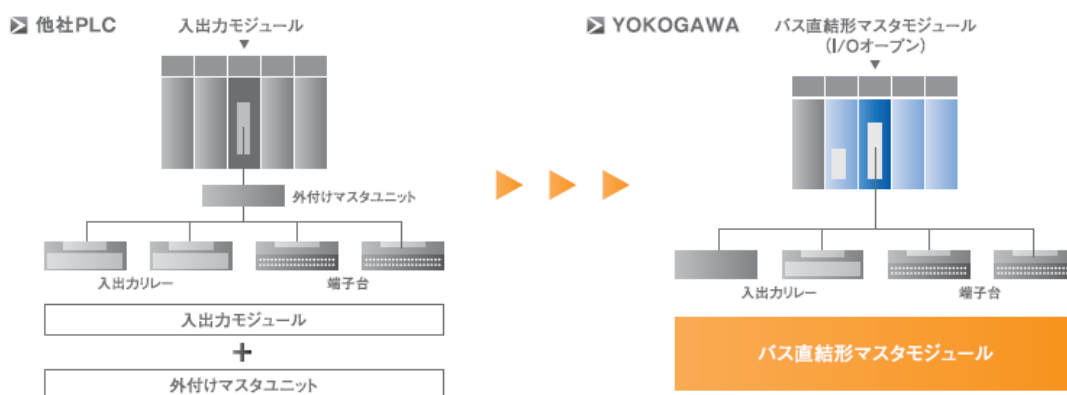 他社PLC
入出力モジュール
外付けマスタユニット
入出力リレー
端子台
入出力モジュール
+
外付けマスタユニット
YOKOGAWA
バス直結形マスタモジュール
(I/Oオープン)
入出力リレー
端子台
バス直結形マスタモジュール